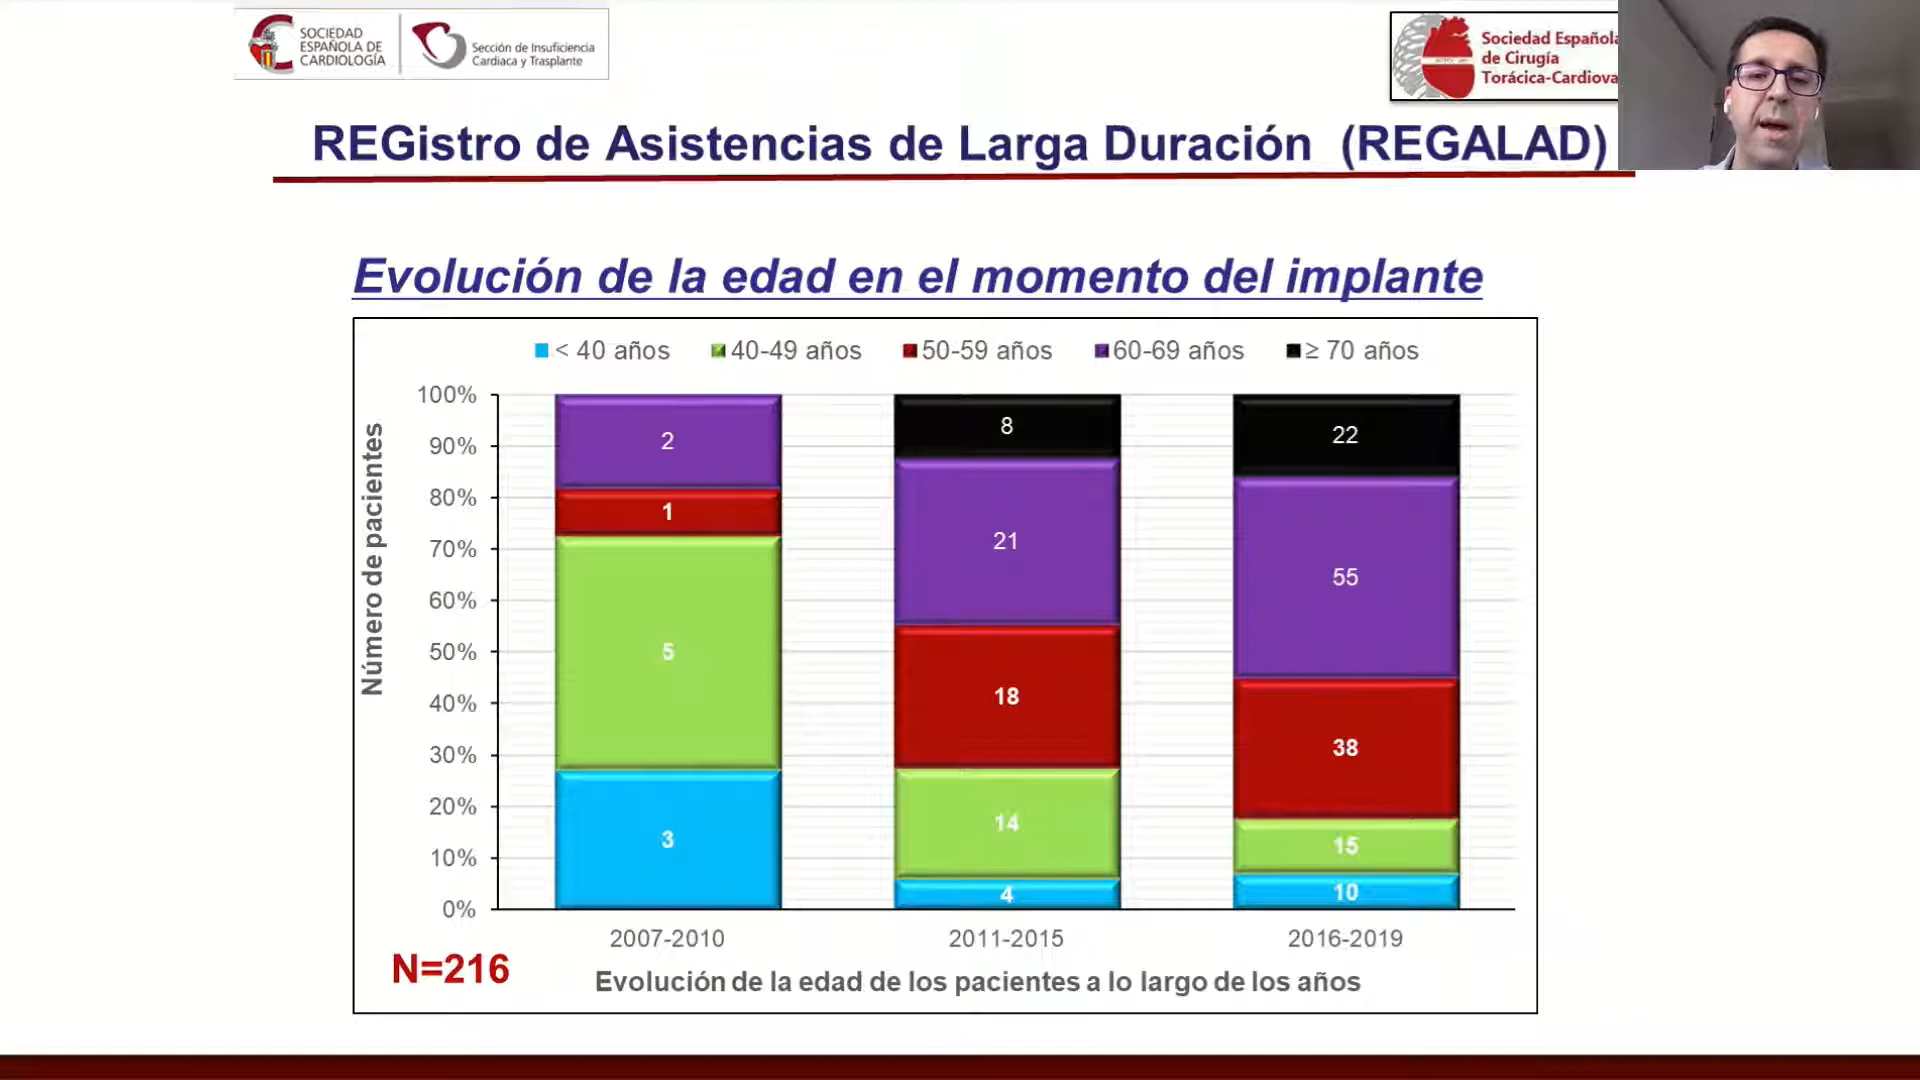 SOCIEDAD
ESPAÑOLA DE
CARDIOLOGÍA
Sección de Insuficiencia
Cardiaca y Trasplante
Sociedad Española
de Cirugía
Torácica-Cardiova
REGistro de Asistencias de Larga Duración (REGALAD)
Evolución de la edad en el momento del implante
< 40 años 40-49 años 50-59 años 60-69 años ≥ 70 años
Número de pacientes
100%
90%
80%
70%
60%
50%
40%
30%
20%
10%
0%
2
1
5
3
8
21
18
14
4
22
55
38
15
10
2007-2010 2011-2015 2016-2019
N=216
Evolución de la edad de los pacientes a lo largo de los años